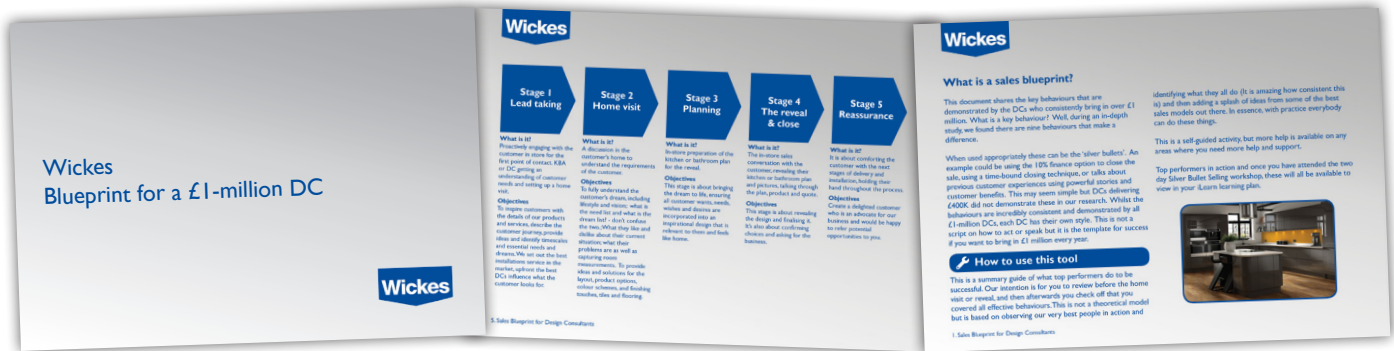 Wickes
Blueprint for a £1-million DC
Wickes
Wickes
Stage 1
Lead taking
What is it?
Proactively engaging with the
customer in store for the
first point of contact. KBA
or DC getting an
understanding of customer
needs and setting up a home
visit.
Objectives
To inspire customers with
the details of our products
and services, describe the
customer journey, provide
ideas and identify timescales
and essential needs and
dreams. We set out the best
installations service in the
market, upfront the best
DCs influence what the
customer looks for.
Stage 2
Home visit
What is it?
A discussion in the
customer's home to
understand the requirements
of the customer.
Objectives
To fully understand the
customer's dream, including
lifestyle and vision; what is
the need list and what is the
dream list? - don't confuse
the two. What they like and
dislike about their current
situation: what their
problems are as well as
capturing room
measurements. To provide
ideas and solutions for the
layout, product options,
colour schemes, and finishing
touches, tiles and flooring.
Stage 3
Planning
What is it?
In-store preparation of the
kitchen or bathroom plan
for the reveal.
Objectives
This stage is about bringing
the dream to life, ensuring
all customer wants, needs,
wishes and desires are
incorporated into an
inspirational design that is
relevant to them and feels
like home.
Stage 4
The reveal
& close
What is it?
The in-store sales
conversation with the
customer, revealing their
kitchen or bathroom plan
and pictures, talking through
the plan, product and quote.
Objectives
This stage is about revealing
the design and finalizing it.
It's also about confirming
choices and asking for the
business.
Stage 5
Reassurance
What is it?
It is about comforting the
customer with the next
stages of delivery and
installation, holding their
hand throughout the process.
Objectives
Create a delighted customer
who is an advocate for our
business and would be happy
to refer potential
opportunities to you.
5. Sales Blueprint for Design Consultants
Wickes
What is a sales blueprint?
This document shares the key behaviours that are
demonstrated by the DCs who consistently bring in over £1
million. What is a key behaviour? Well, during an in-depth
study, we found there are nine behaviours that make a
difference.
When used appropriately these can be the 'silver bullets'. An
example could be using the 10% finance option to close the
sale, using a time-bound closing technique, or talks about
previous customer experiences using powerful stories and
customer benefits. This may seem simple but DCs delivering
£400K did not demonstrate these in our research. Whilst the
behaviours are incredibly consistent and demonstrated by all
£1-million DCs, each DC has their own style. This is not a
script on how to act or speak but it is the template for success
if you want to bring in £1 million every year.
How to use this tool
This is a summary guide of what top performers do to be
successful. Our intention is for you to review before the home
visit or reveal, and then afterwards you check off that you
covered all effective behaviours. This is not a theoretical model
but is based on observing our very best people in action and
identifying what they all do (It is amazing how consistent this
is) and then adding a splash of ideas from some of the best
sales models out there. In essence, with practice everybody
can do these things.
This is a self-guided activity, but more help is available on any
areas where you need more help and support.
Top performers in action and once you have attended the two
day Silver Bullet Selling workshop, these will all be available to
view in your iLearn learning plan.
1. Sales Blueprint for Design Consultants